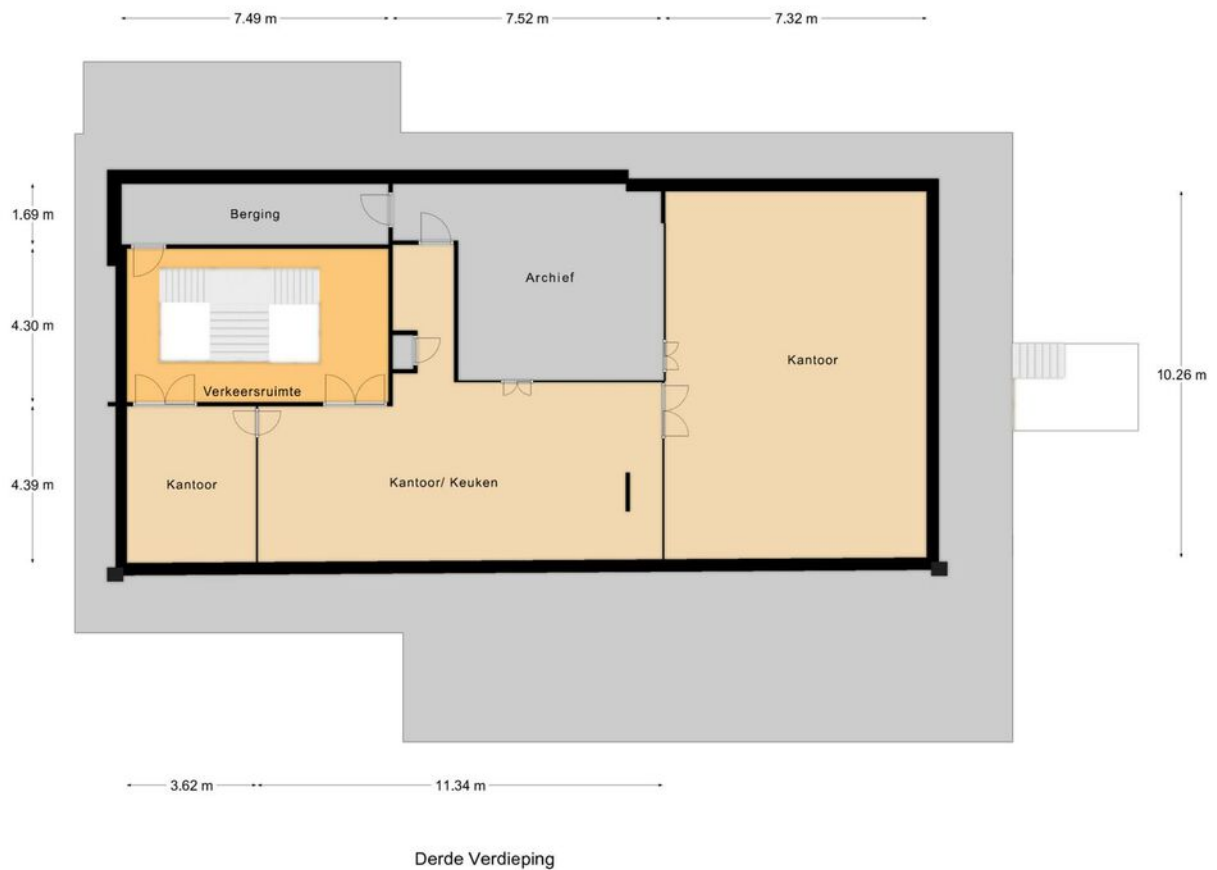 7.49 m
7.52 m
7.32 m
1.69 m
Berging
4.30 m
Archief
Kantoor
10.26 m
Verkeersruimte
4.39 m
Kantoor
Kantoor/ Keuken
3.62 m
11.34 m
Derde Verdieping